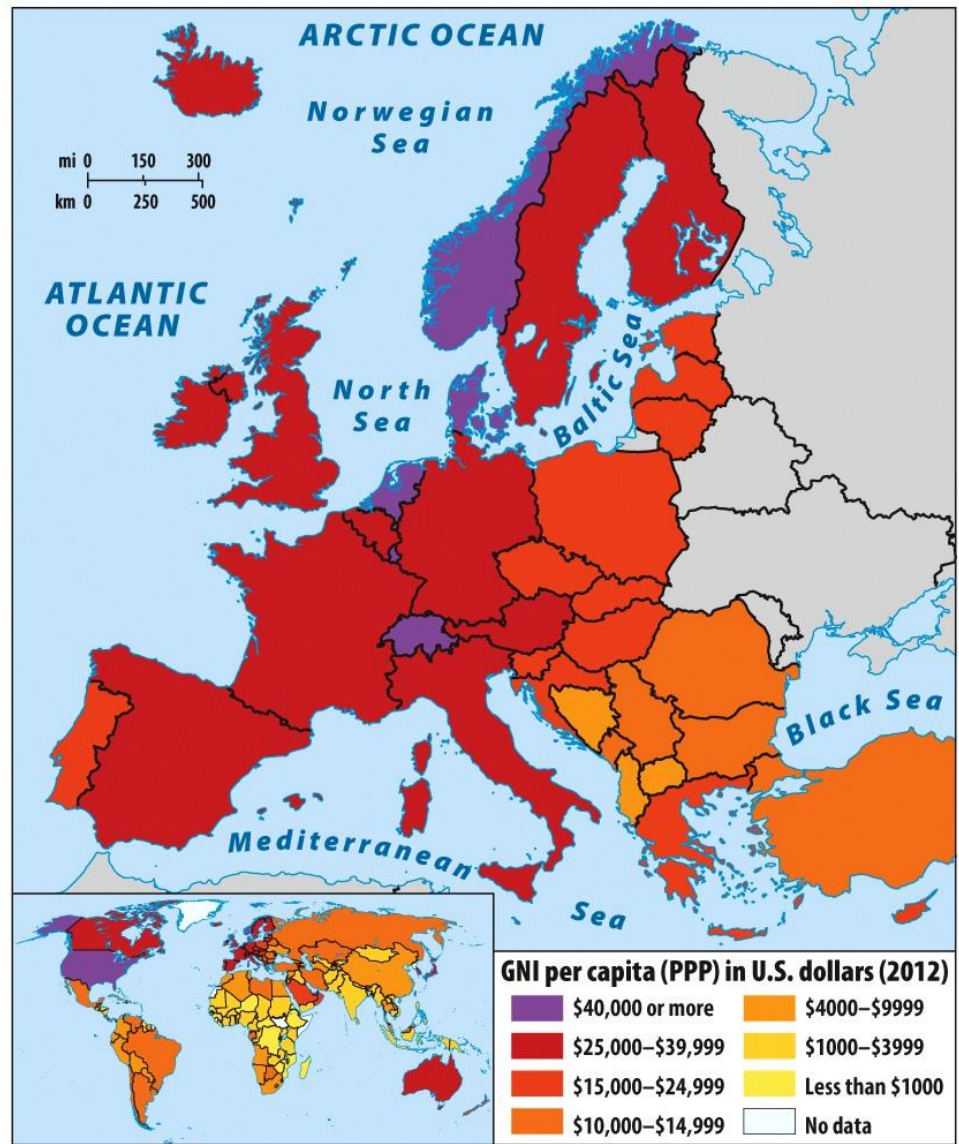 ARCTIC OCEAN
Norwegian
Sea
mi 0 150 300
km 0 250 500
ATLANTIC
OCEAN
North
Sea
Baltic Sea
Black Sea
Mediterranean
Sea
GNI per capita (PPP) in U.S. dollars (2012)
$40,000 or more
$25,000–$39,999
$15,000–$24,999
$10,000–$14,999
$4000–$9999
$1000–$3999
Less than $1000
No data